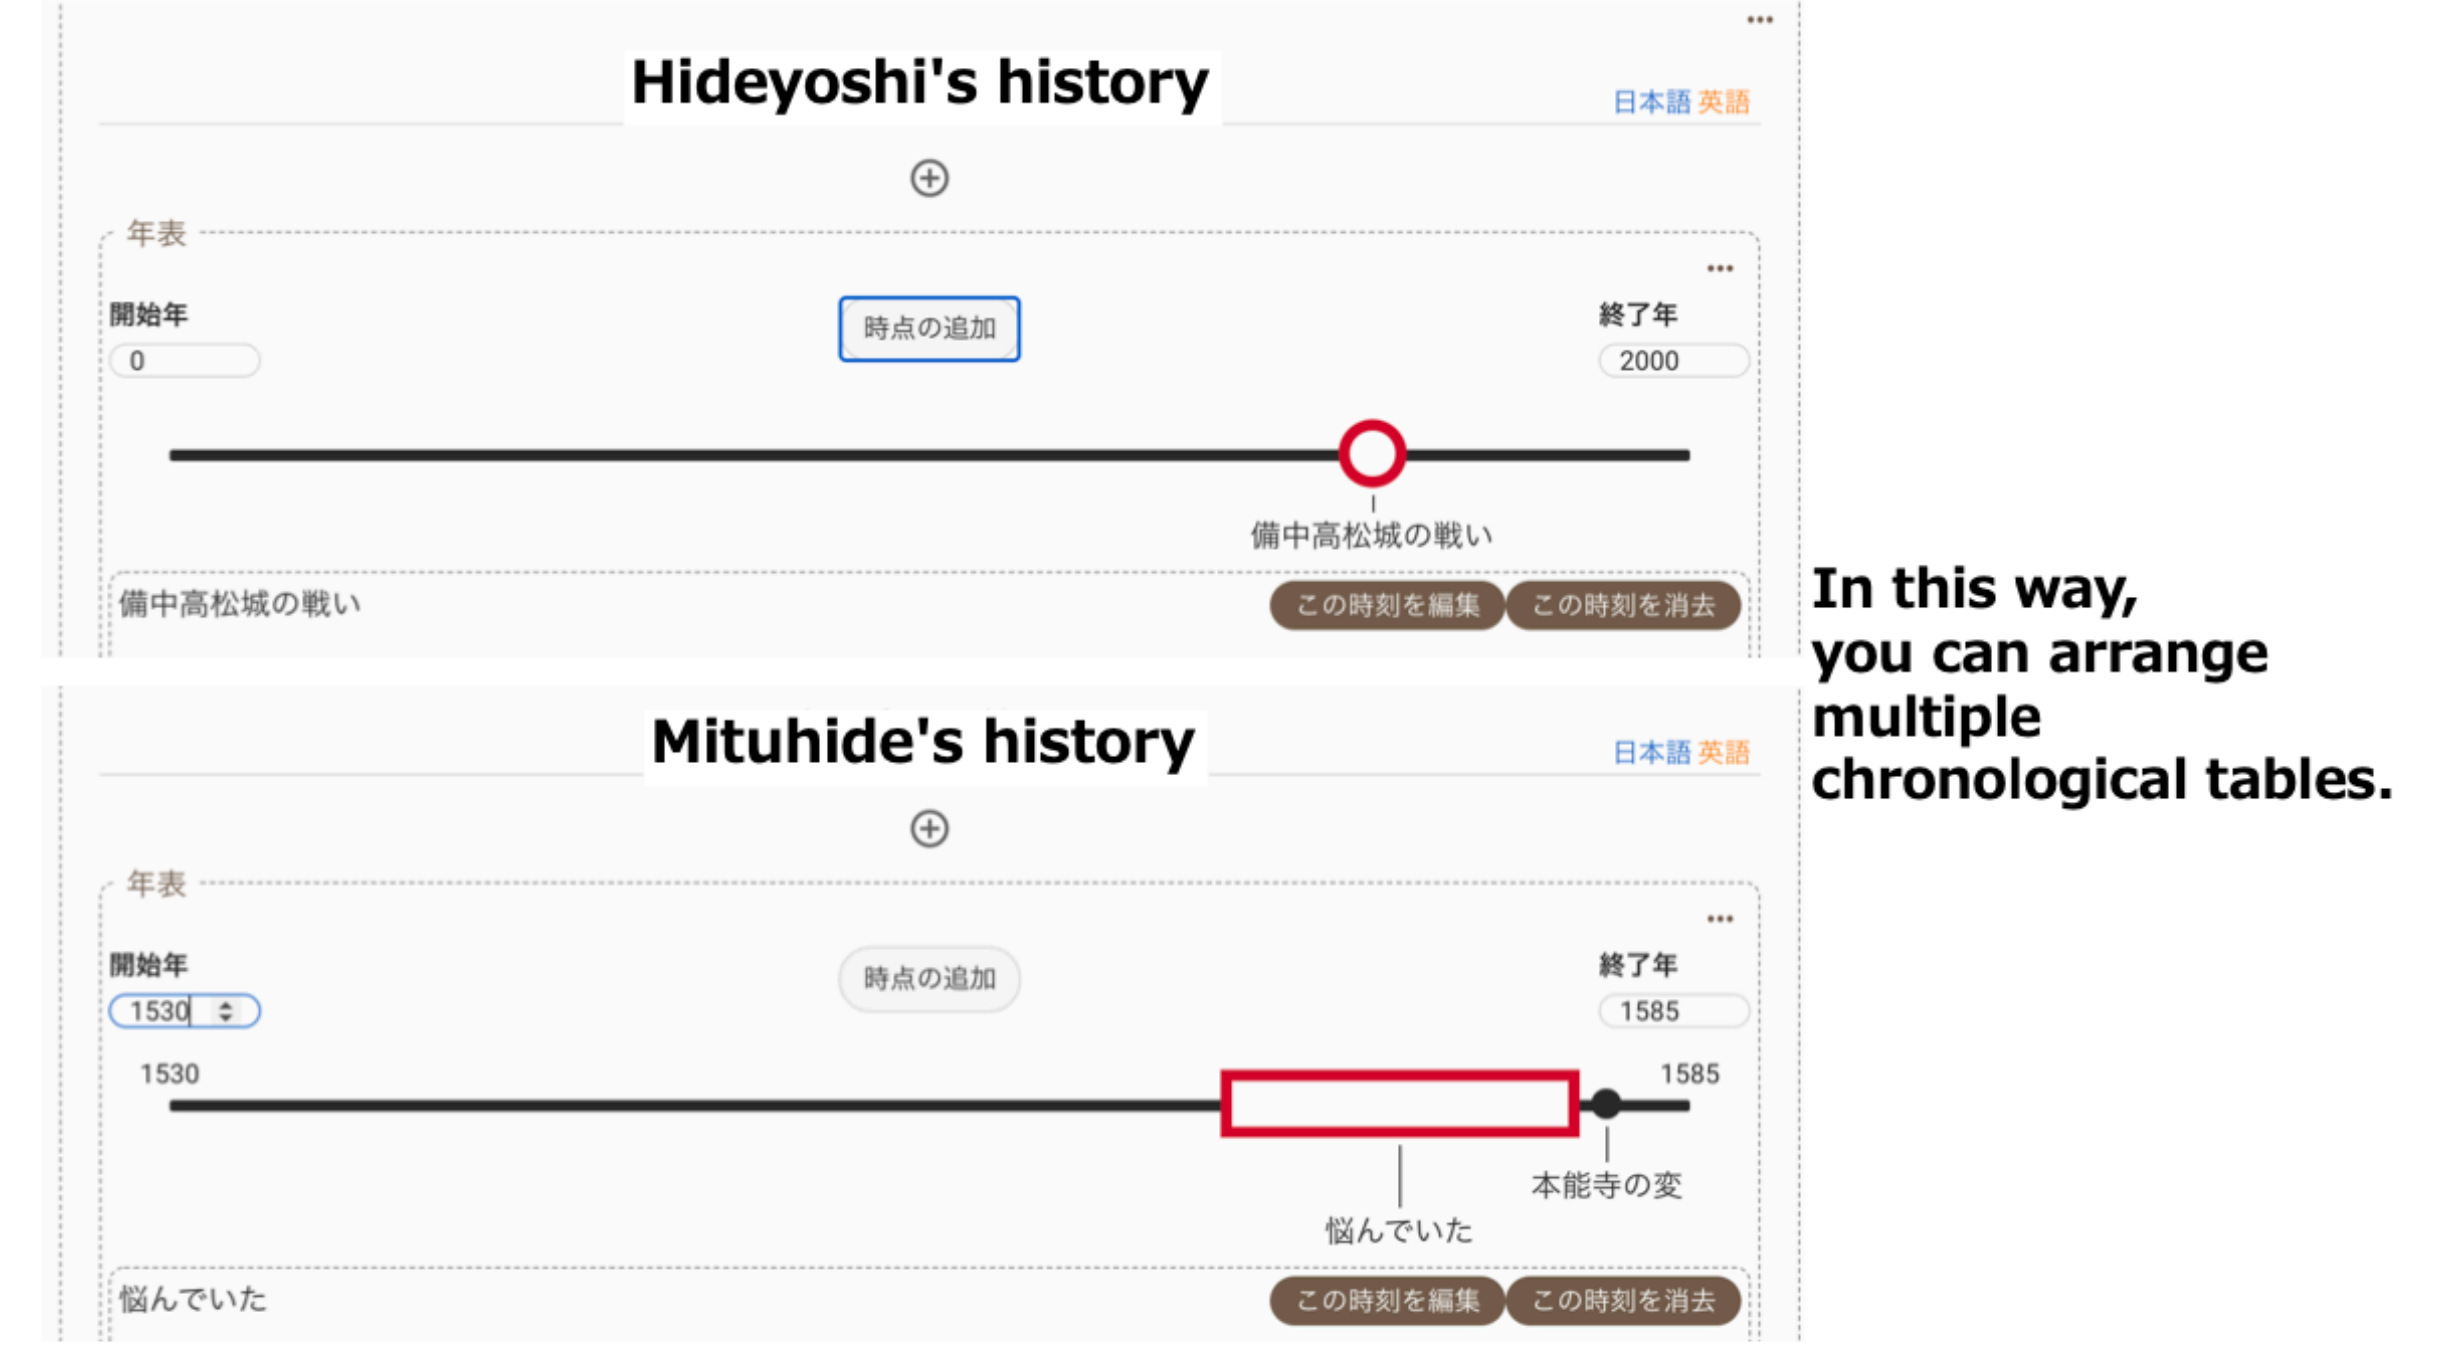 Hideyoshi's history
日本語 英語
年表
開始年
時点の追加
終了年
0
2000
備中高松城の戦い
備中高松城の戦い
この時刻を編集
この時刻を消去
Mituhide's history
日本語 英語
年表
開始年
時点の追加
終了年
1530
1585
1530
1585
本能寺の変
悩んでいた
悩んでいた
この時刻を編集
この時刻を消去
In this way,
you can arrange
multiple
chronological tables.